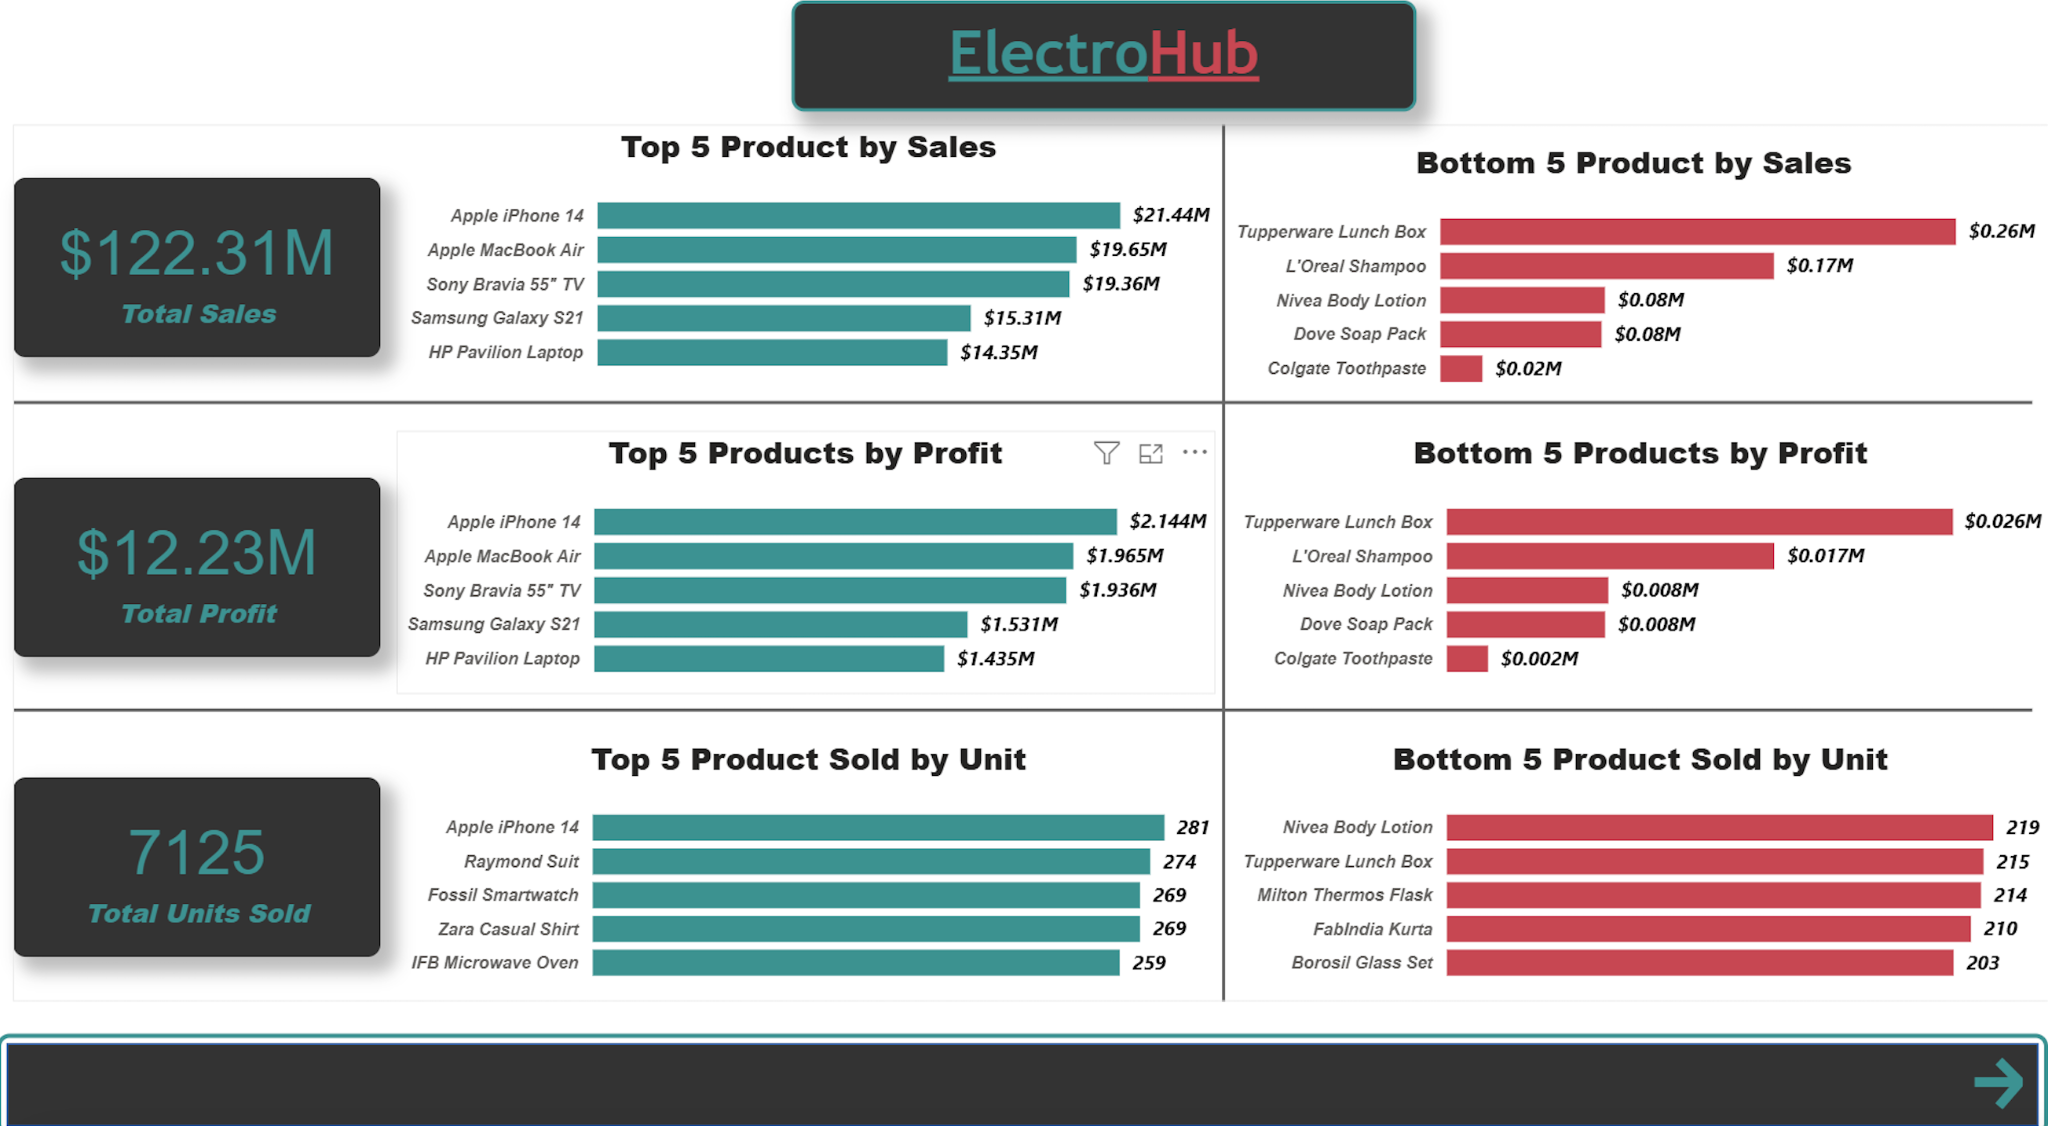 ElectroHub
$122.31M
Total Sales
Top 5 Product by Sales
Apple iPhone 14 $21.44M
Apple MacBook Air $19.65M
Sony Bravia 55" TV $19.36M
Samsung Galaxy S21 $15.31M
HP Pavilion Laptop $14.35M
Bottom 5 Product by Sales
Tupperware Lunch Box $0.26M
L'Oreal Shampoo $0.17M
Nivea Body Lotion $0.08M
Dove Soap Pack $0.08M
Colgate Toothpaste $0.02M
$12.23M
Total Profit
Top 5 Products by Profit
Apple iPhone 14 $2.144M
Apple MacBook Air $1.965M
Sony Bravia 55" TV $1.936M
Samsung Galaxy S21 $1.531M
HP Pavilion Laptop $1.435M
Bottom 5 Products by Profit
Tupperware Lunch Box $0.026M
L'Oreal Shampoo $0.017M
Nivea Body Lotion $0.008M
Dove Soap Pack $0.008M
Colgate Toothpaste $0.002M
7125
Total Units Sold
Top 5 Product Sold by Unit
Apple iPhone 14 281
Raymond Suit 274
Fossil Smartwatch 269
Zara Casual Shirt 269
IFB Microwave Oven 259
Bottom 5 Product Sold by Unit
Nivea Body Lotion 219
Tupperware Lunch Box 215
Milton Thermos Flask 214
FabIndia Kurta 210
Borosil Glass Set 203